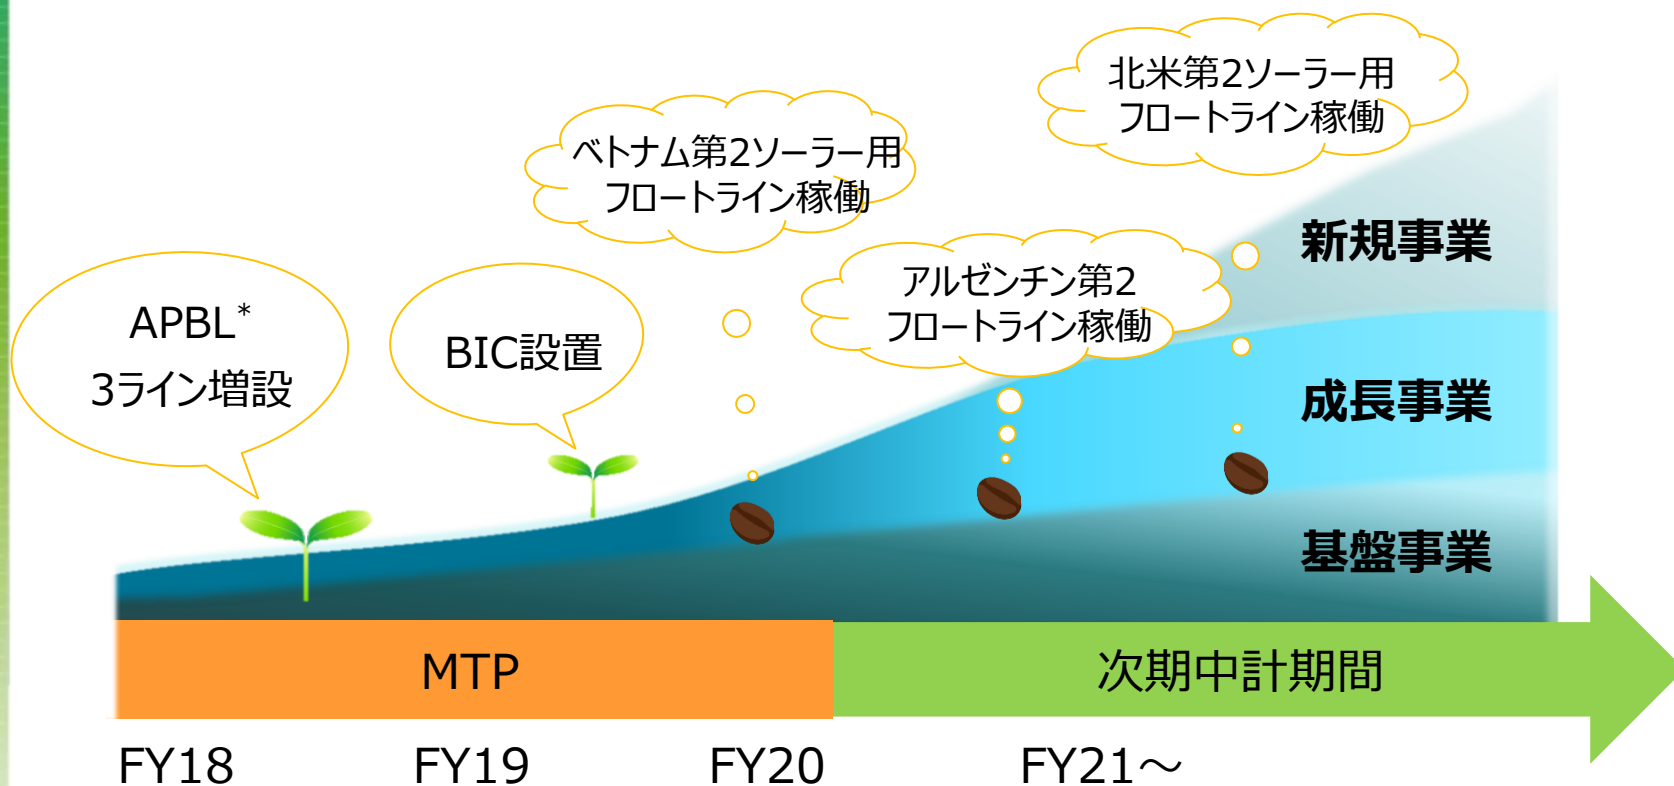 北米第2ソーラー用
フロートライン稼働
ベトナム第2ソーラー用
フロートライン稼働
アルゼンチン第2
フロートライン稼働
APBL*
3ライン増設
BIC設置
新規事業
成長事業
基盤事業
MTP
次期中計期間
FY18
FY19
FY20
FY21～